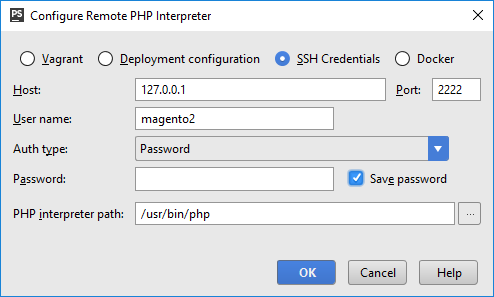 PS Configure Remote PHP Interpreter
Vagrant Deployment configuration SSH Credentials Docker
Host: 127.0.0.1 Port: 2222
User name: magento2
Auth type: Password
Password: Save password
PHP interpreter path: /usr/bin/php ...
OK Cancel Help